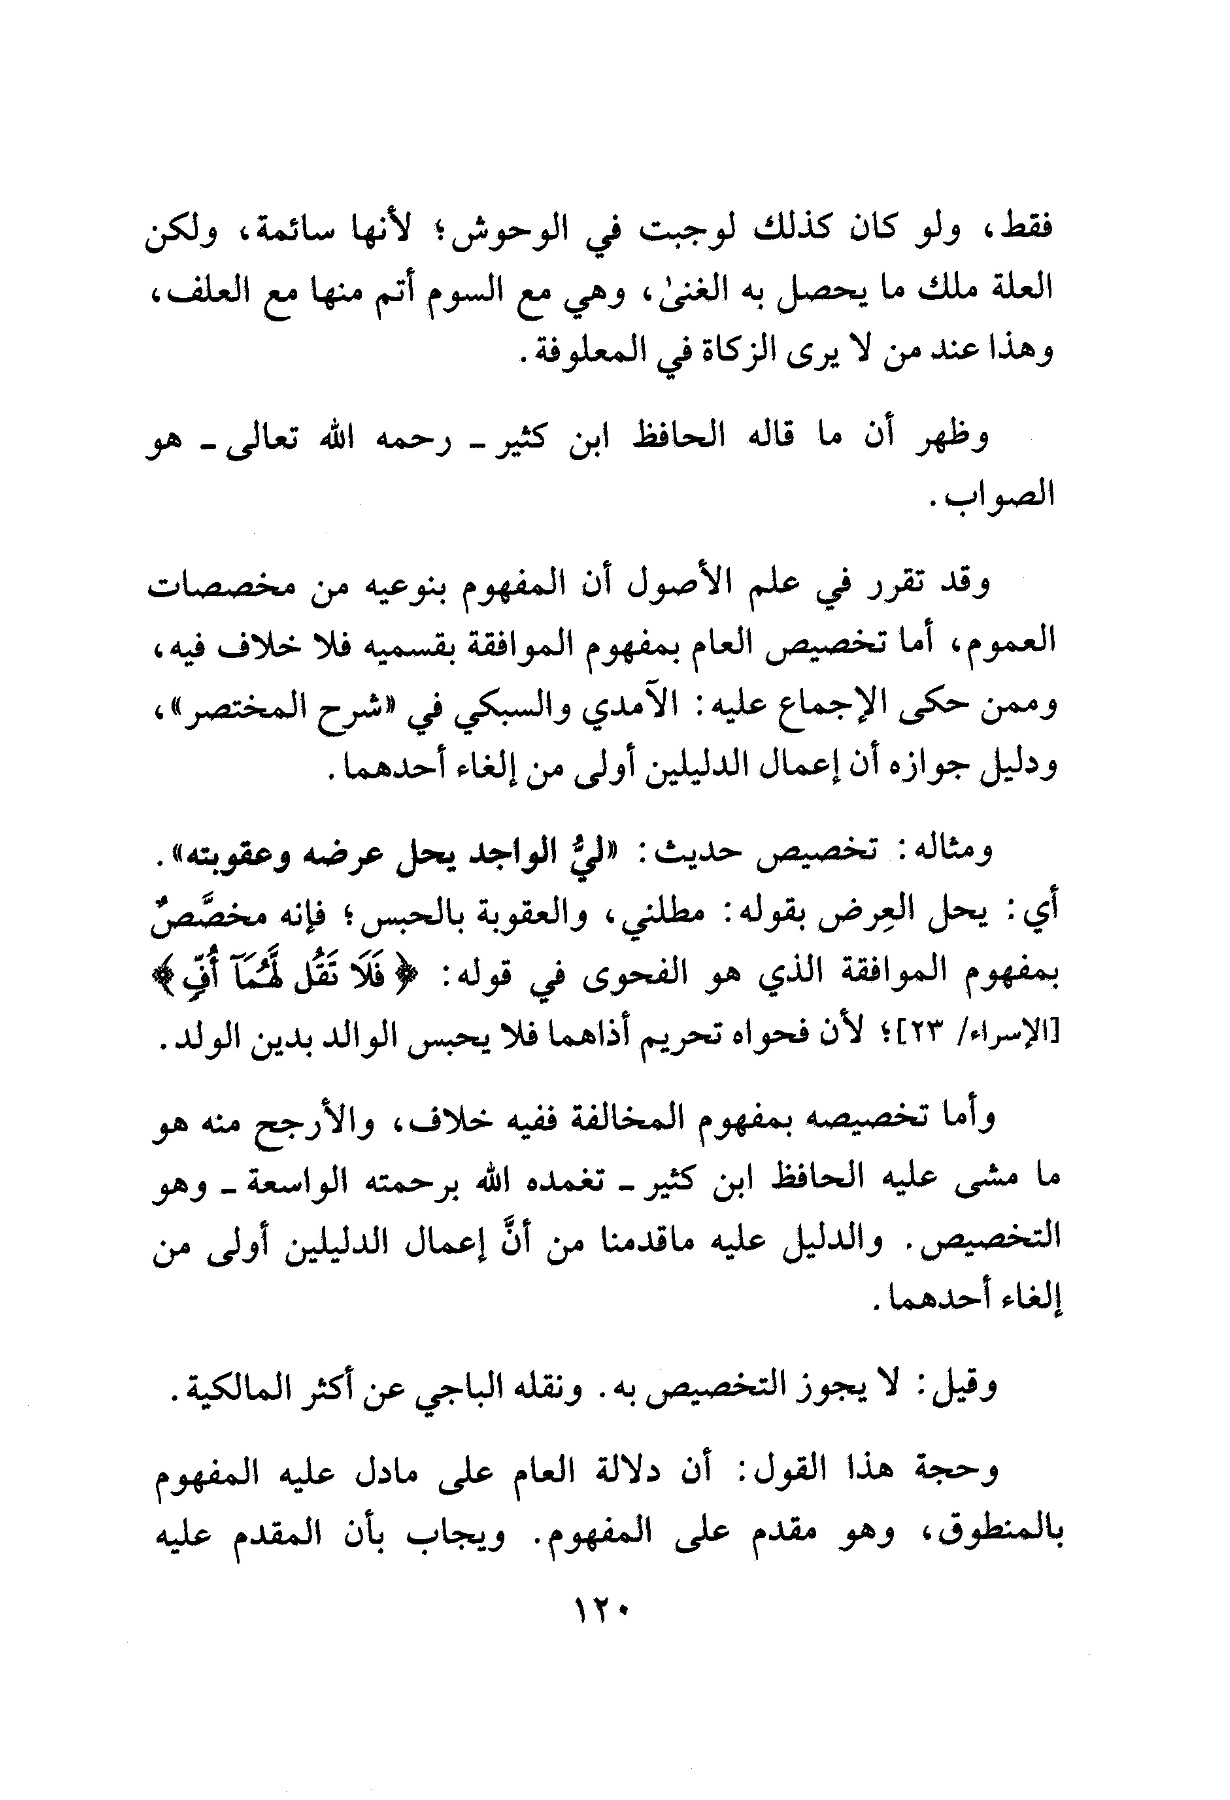 فقط، ولو كان كذلك لوجبت في الوحوش؛ لأنها سائمة، ولكن
العلة ملك ما يحصل به الغنىٰ، وهي مع السوم أتم منها مع العلف،
وهذا عند من لا يرى الزكاة في المعلوفة.
وظهر أن ما قاله الحافظ ابن كثير ـ رحمه الله تعالى ـ هو
الصواب.
وقد تقرر في علم الأصول أن المفهوم بنوعيه من مخصصات
العموم، أما تخصيص العام بمفهوم الموافقة بقسميه فلا خلاف فيه،
وممن حكى الإجماع عليه: الآمدي والسبكي في «شرح المختصر»،
ودليل جوازه أن إعمال الدليلين أولى من إلغاء أحدهما.
ومثاله: تخصيص حديث: «ليُّ الواجد يحل عرضه وعقوبته».
أي: يحل العِرض بقوله: مطلني، والعقوبة بالحبس؛ فإنه مخصَّصٌ
بمفهوم الموافقة الذي هو الفحوى في قوله: ﴿فَلَا تَقُل لَّهُمَآ أُفٍّ﴾
[الإسراء/ ٢٣]؛ لأن فحواه تحريم أذاهما فلا يحبس الوالد بدين الولد.
وأما تخصيصه بمفهوم المخالفة ففيه خلاف، والأرجح منه هو
ما مشى عليه الحافظ ابن كثير ـ تغمده الله برحمته الواسعة ـ وهو
التخصيص. والدليل عليه ماقدمنا من أنَّ إعمال الدليلين أولى من
إلغاء أحدهما.
وقيل: لا يجوز التخصيص به. ونقله الباجي عن أكثر المالكية.
وحجة هذا القول: أن دلالة العام على مادل عليه المفهوم
بالمنطوق، وهو مقدم على المفهوم. ويجاب بأن المقدم عليه
١٢٠